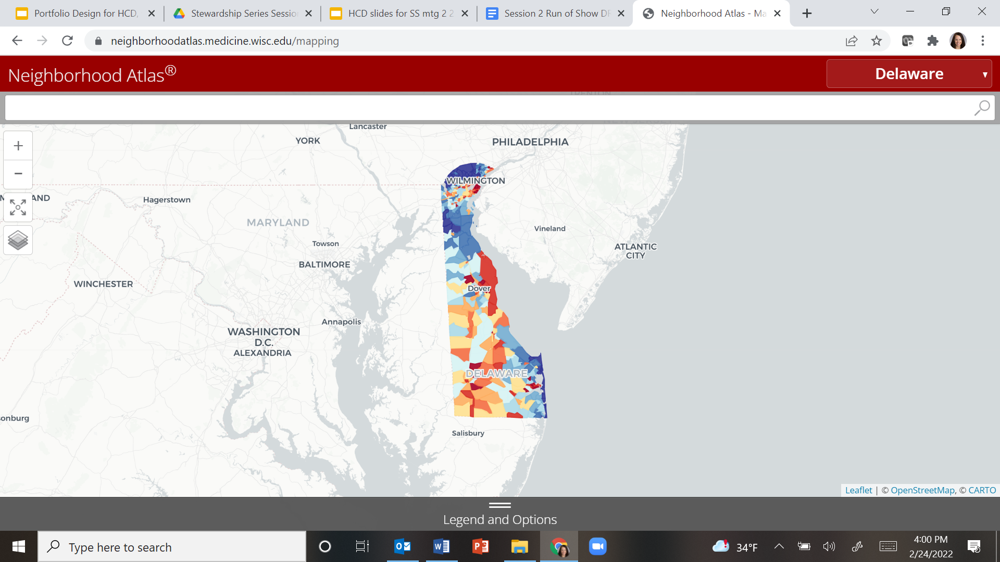 Portfolio Design for HCD,
Stewardship Series Sessio
HCD slides for SS mtg 2 2
Session 2 Run of Show DR
Neighborhood Atlas - Ma
neighborhoodatlas.medicine.wisc.edu/mapping
Neighborhood Atlas®
Delaware
TRENTON
Lancaster
YORK
PHILADELPHIA
WILMINGTON
AND
Hagerstown
MARYLAND
Vineland
Towson
ATLANTIC
CITY
BALTIMORE
WINCHESTER
Dover
Annapolis
WASHINGTON
D.C.
ALEXANDRIA
DELAWARE
sonburg
Salisbury
Leaflet | © OpenStreetMap, © CARTO
Legend and Options
Type here to search
34°F
4:00 PM
2/24/2022